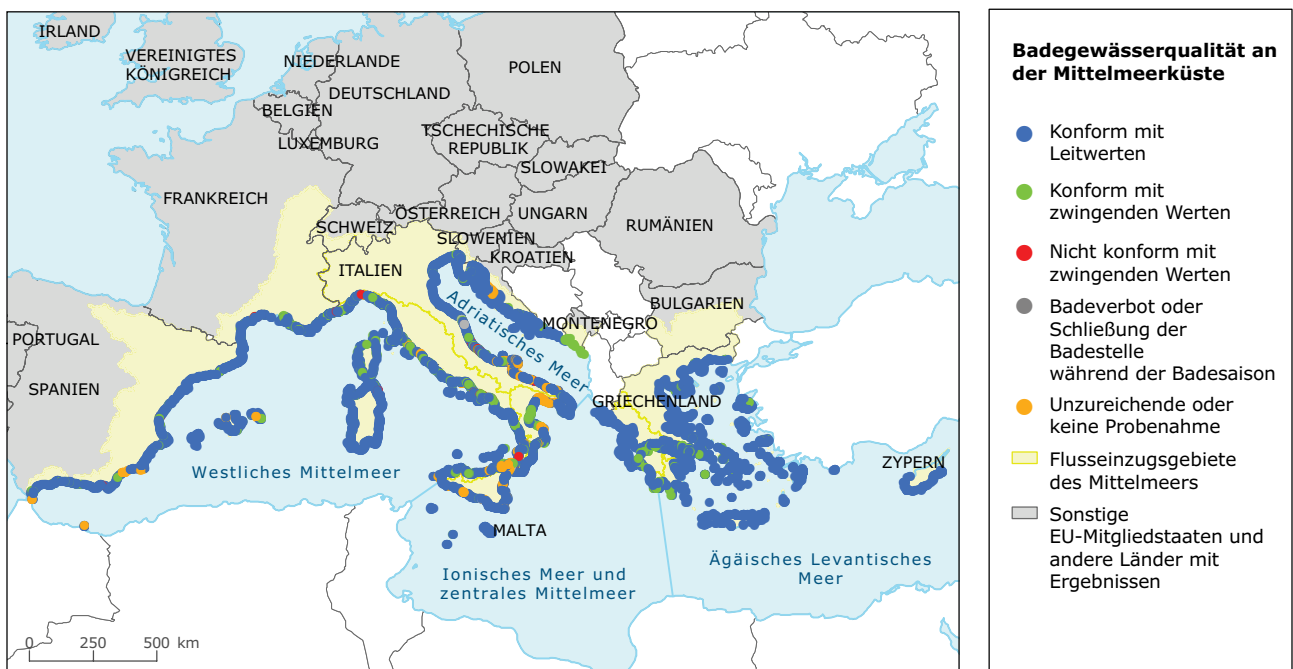 IRLAND
VEREINIGTES
KÖNIGREICH
NIEDERLANDE
POLEN
DEUTSCHLAND
BELGIEN
LUXEMBURG
TSCHECHISCHE
REPUBLIK
SLOWAKEI
FRANKREICH
ÖSTERREICH
UNGARN
SCHWEIZ
RUMÄNIEN
SLOWENIEN
KROATIEN
ITALIEN
BULGARIEN
Adriatisches Meer
MONTENEGRO
PORTUGAL
SPANIEN
GRIECHENLAND
Westliches Mittelmeer
ZYPERN
MALTA
Ägäisches Levantisches
Meer
Ionisches Meer und
zentrales Mittelmeer
0 250 500 km
Badegewässerqualität an
der Mittelmeerküste
Konform mit
Leitwerten
Konform mit
zwingenden Werten
Nicht konform mit
zwingenden Werten
Badeverbot oder
Schließung der
Badestelle
während der Badesaison
Unzureichende oder
keine Probenahme
Flusseinzugsgebiete
des Mittelmeers
Sonstige
EU-Mitgliedstaaten und
andere Länder mit
Ergebnissen